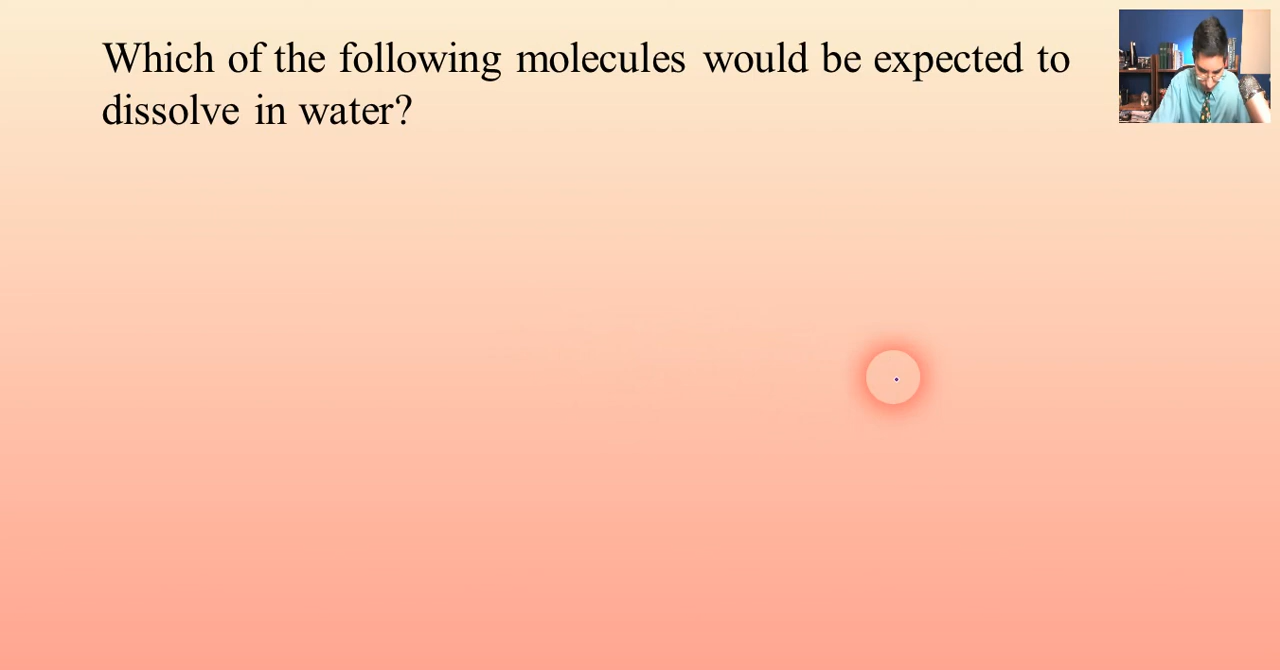 Which of the following molecules would be expected to
dissolve in water?